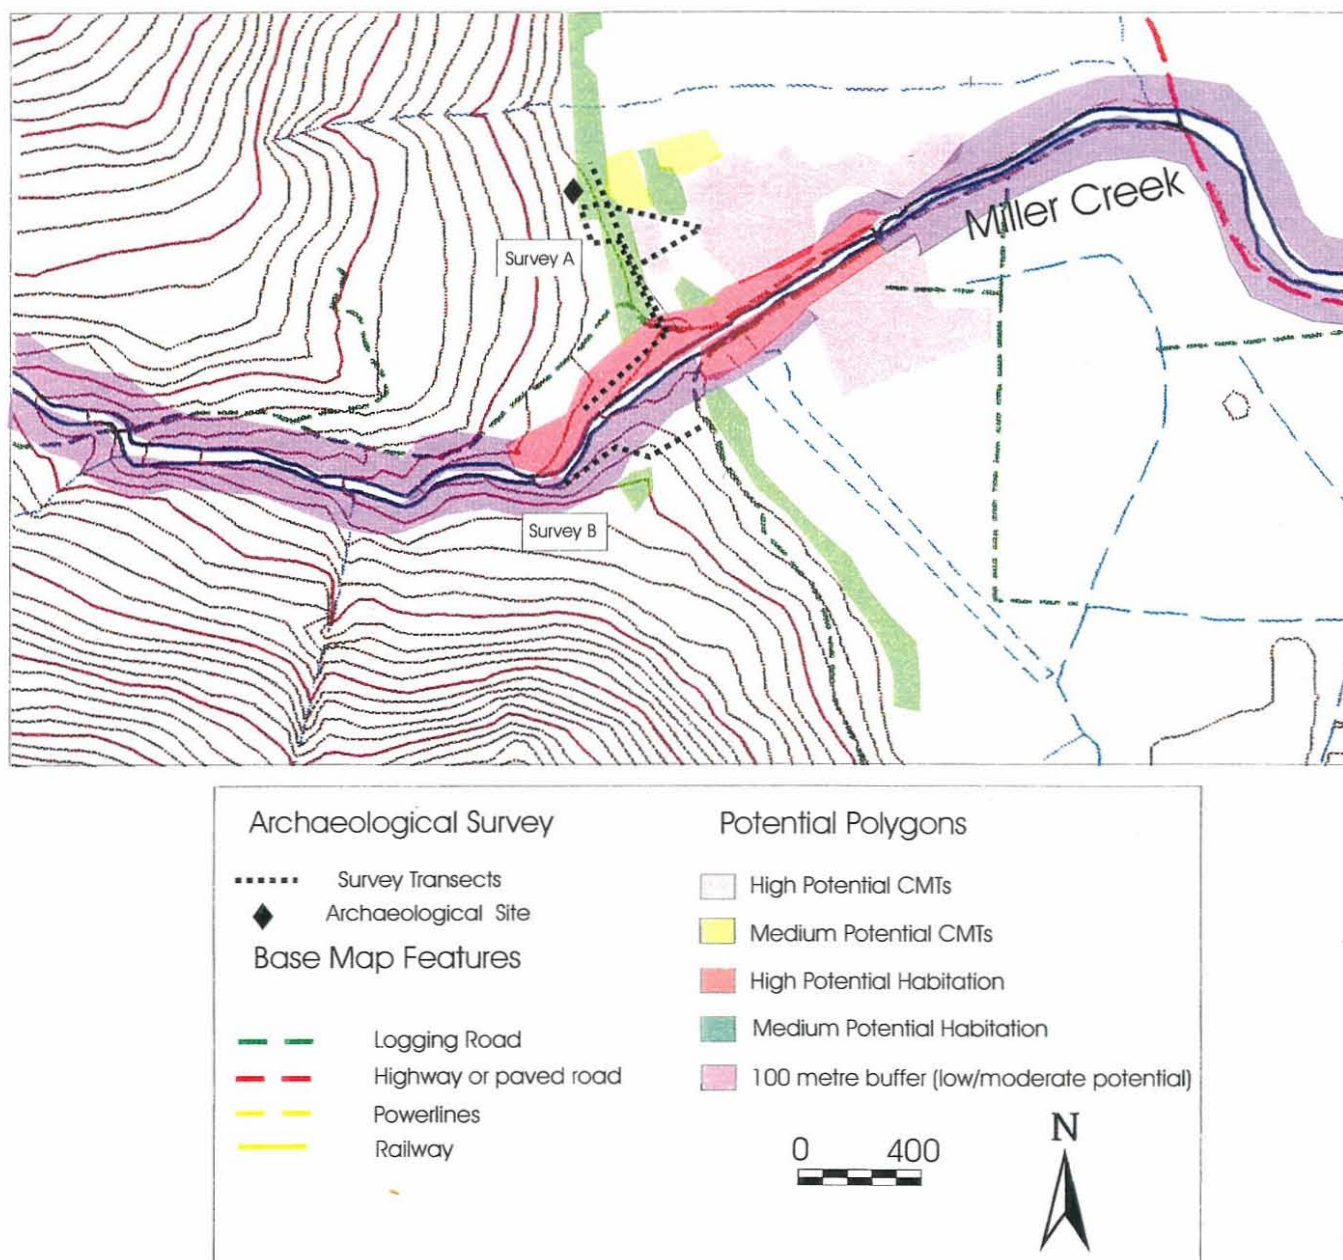 Miller Creek
Survey A
Survey B
Archaeological Survey
Survey Transects
Archaeological Site
Base Map Features
Logging Road
Highway or paved road
Powerlines
Railway
Potential Polygons
High Potential CMTs
Medium Potential CMTs
High Potential Habitation
Medium Potential Habitation
100 metre buffer (low/moderate potential)
0 400
N